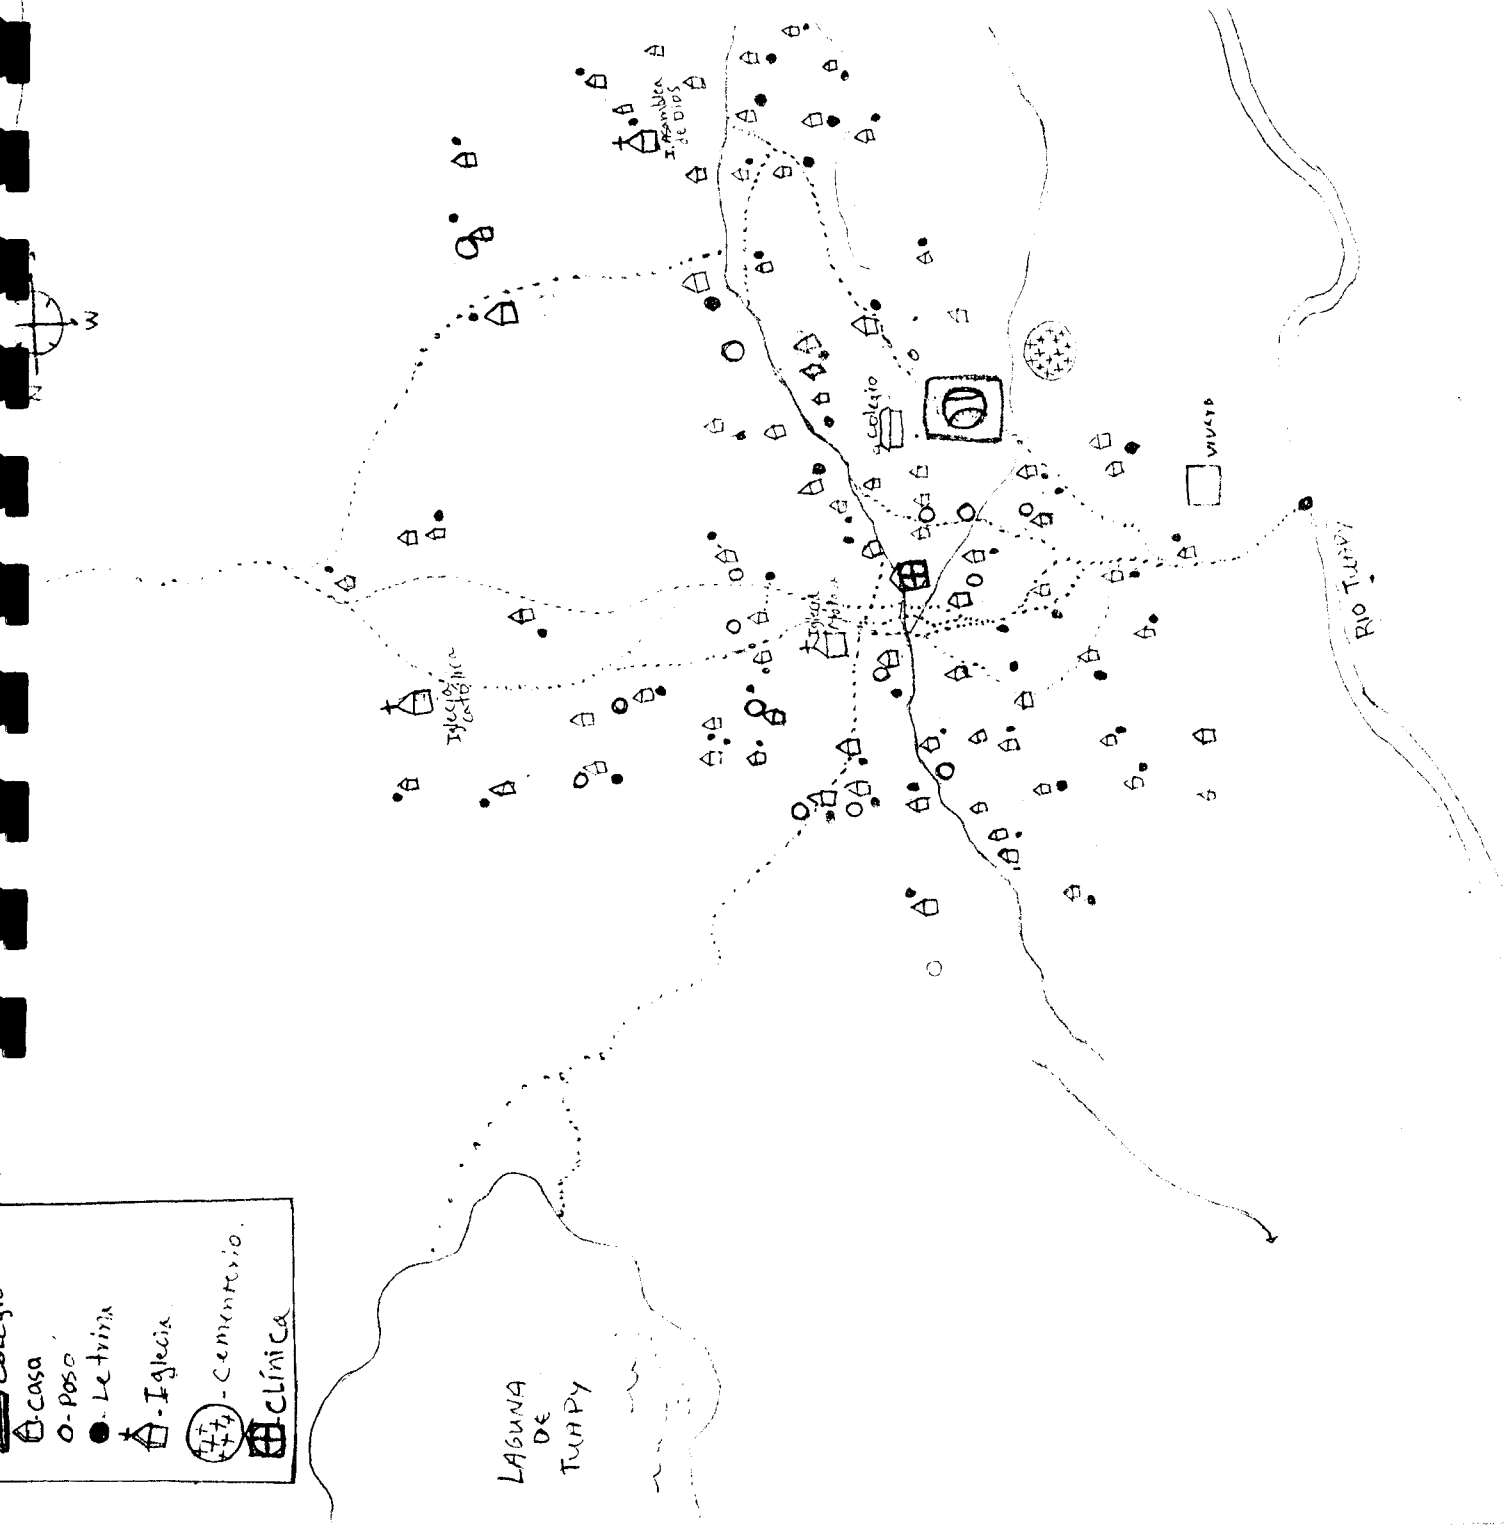 W
N
I. Asamblea
de DIOS
Colegio
VIVERO
RIO TUAPY
Iglecia
Iglecia
catolica
LAGUNA
DE
TUAPY
Colegio
-casa
O-Poso
-Letrina
-Iglecia
-Cementerio.
-Clínica